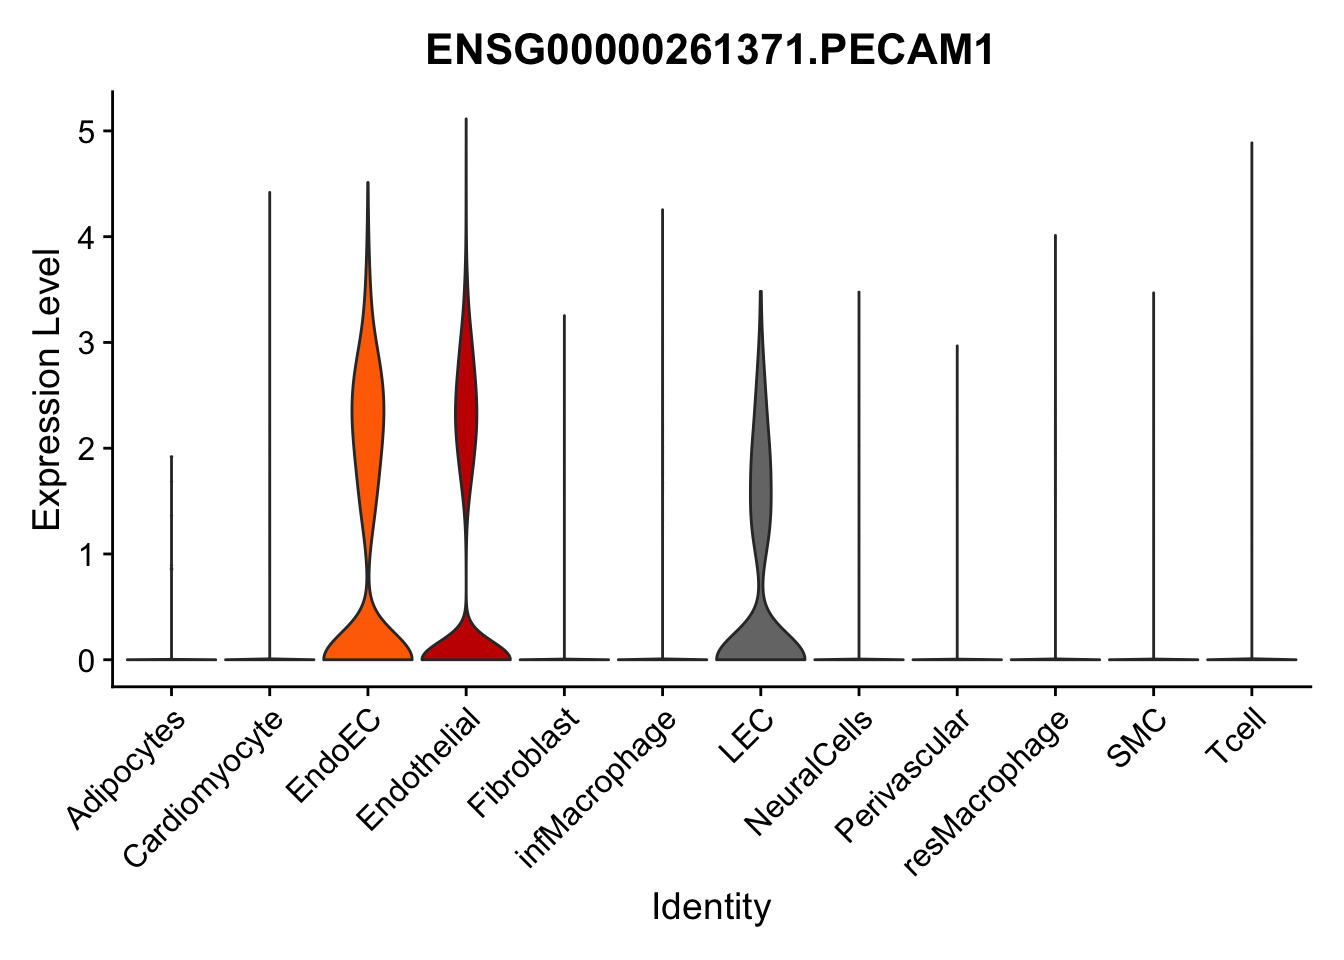 ENSG00000261371.PECAM1
Expression Level
5
4
3
2
1
0
Adipocytes
Cardiomyocyte
EndoEC
Endothelial
Fibroblast
infMacrophage
LEC
NeuralCells
Perivascular
resMacrophage
SMC
Tcell
Identity